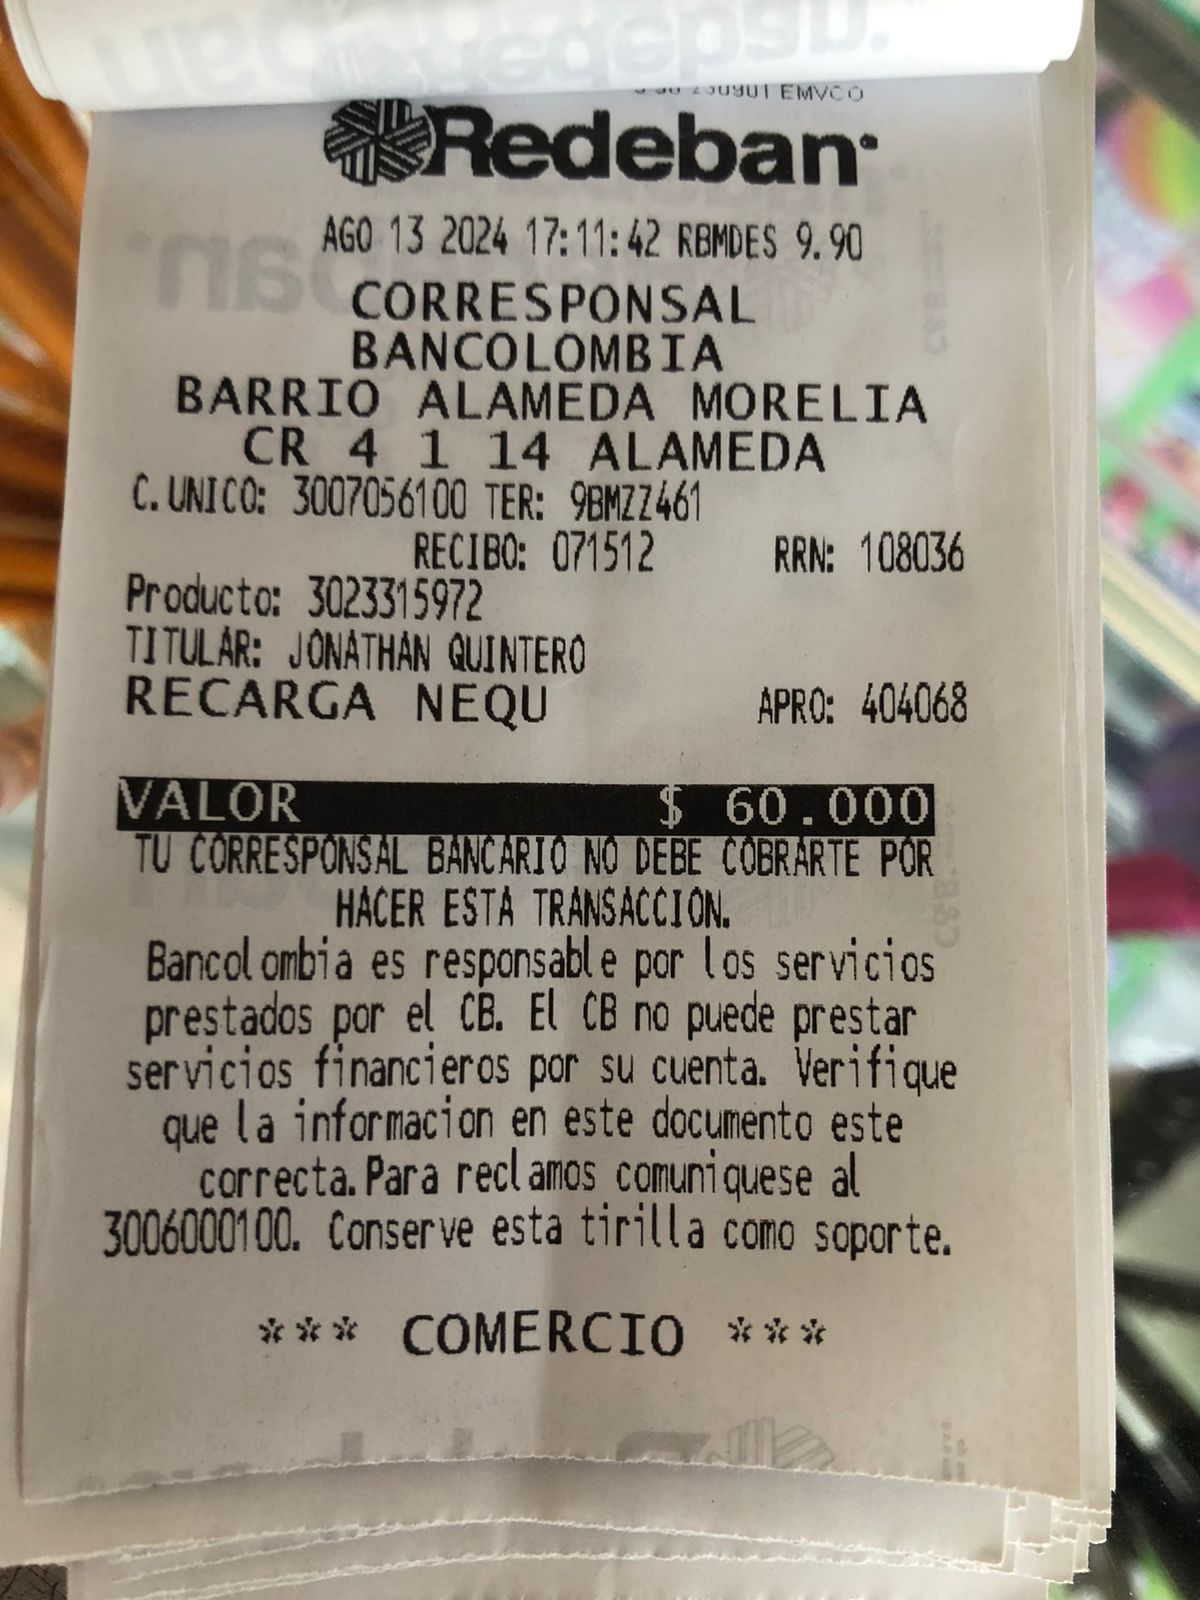 EMVCO
Redeban
AGO 13 2024 17:11:42 RBMDES 9.90
CORRESPONSAL
BANCOLOMBIA
BARRIO ALAMEDA MORELIA
CR 4 1 14 ALAMEDA
C.UNICO: 3007056100 TER: 9BMZZ461
RECIBO: 071512 RRN: 108036
Producto: 3023315972
TITULAR: JONATHAN QUINTERO
RECARGA NEQU APRO: 404068
VALOR $ 60.000
TU CORRESPONSAL BANCARIO NO DEBE COBRARTE POR
HACER ESTA TRANSACCION.
Bancolombia es responsable por los servicios
prestados por el CB. El CB no puede prestar
servicios financieros por su cuenta. Verifique
que la informacion en este documento este
correcta.Para reclamos comuniquese al
3006000100. Conserve esta tirilla como soporte.
*** COMERCIO ***